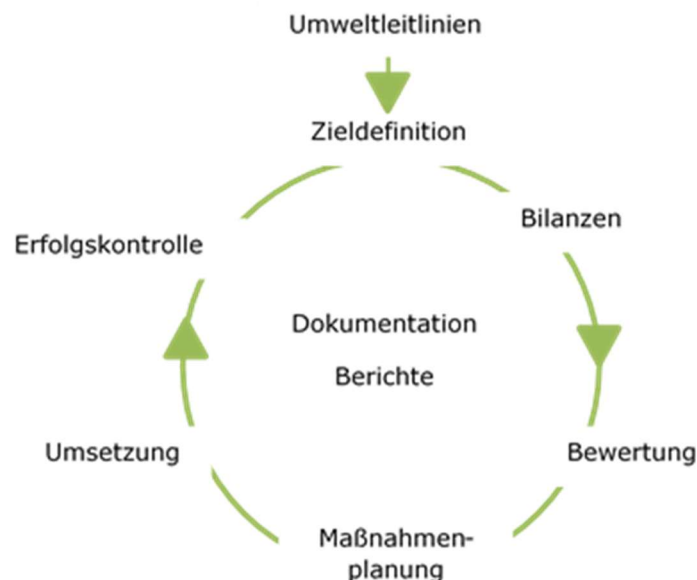 Umweltleitlinien
Zieldefinition
Bilanzen
Erfolgskontrolle
Dokumentation
Berichte
Umsetzung
Bewertung
Maßnahmen-
planung